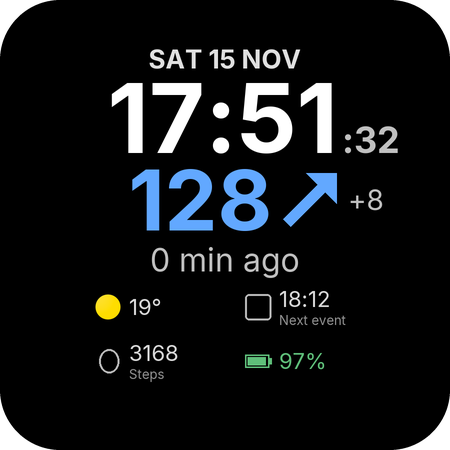 SAT 15 NOV
17:51:32
128 +8
0 min ago
19°
18:12
Next event
3168
Steps
97%